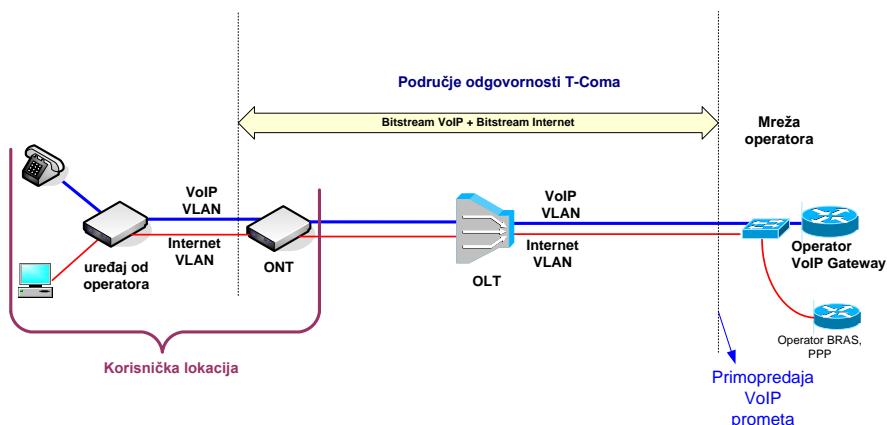 Područje odgovornosti T-Coma
Bitstream VoIP + Bitstream Internet
Mreža
operatora
VoIP
VLAN
Internet
VLAN
uređaj od
operatora
ONT
VoIP
VLAN
Internet
VLAN
OLT
Operator
VoIP Gateway
Operator BRAS,
PPP
Korisnička lokacija
Primopredaja
VoIP
prometa